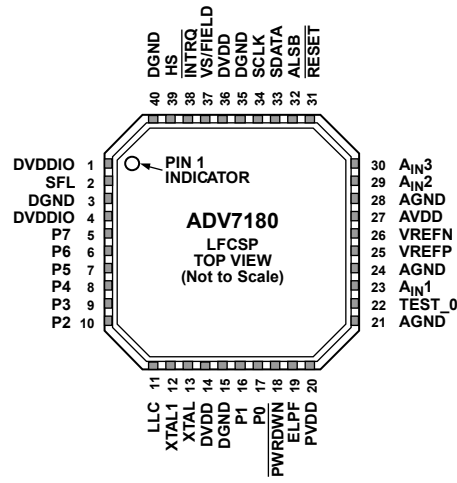 DGND
HS
INTRQ
VS/FIELD
DVDD
DGND
SCLK
SDATA
ALSB
RESET
40
39
38
37
36
35
34
33
32
31
DVDDIO 1
SFL 2
DGND 3
DVDDIO 4
P7 5
P6 6
P5 7
P4 8
P3 9
P2 10
PIN 1
INDICATOR
ADV7180
LFCSP
TOP VIEW
(Not to Scale)
30 AIN3
29 AIN2
28 AGND
27 AVDD
26 VREFN
25 VREFP
24 AGND
23 AIN1
22 TEST_0
21 AGND
11
12
13
14
15
16
17
18
19
20
LLC
XTAL1
XTAL
DVDD
DGND
P1
P0
PWRDWN
ELPF
PVDD